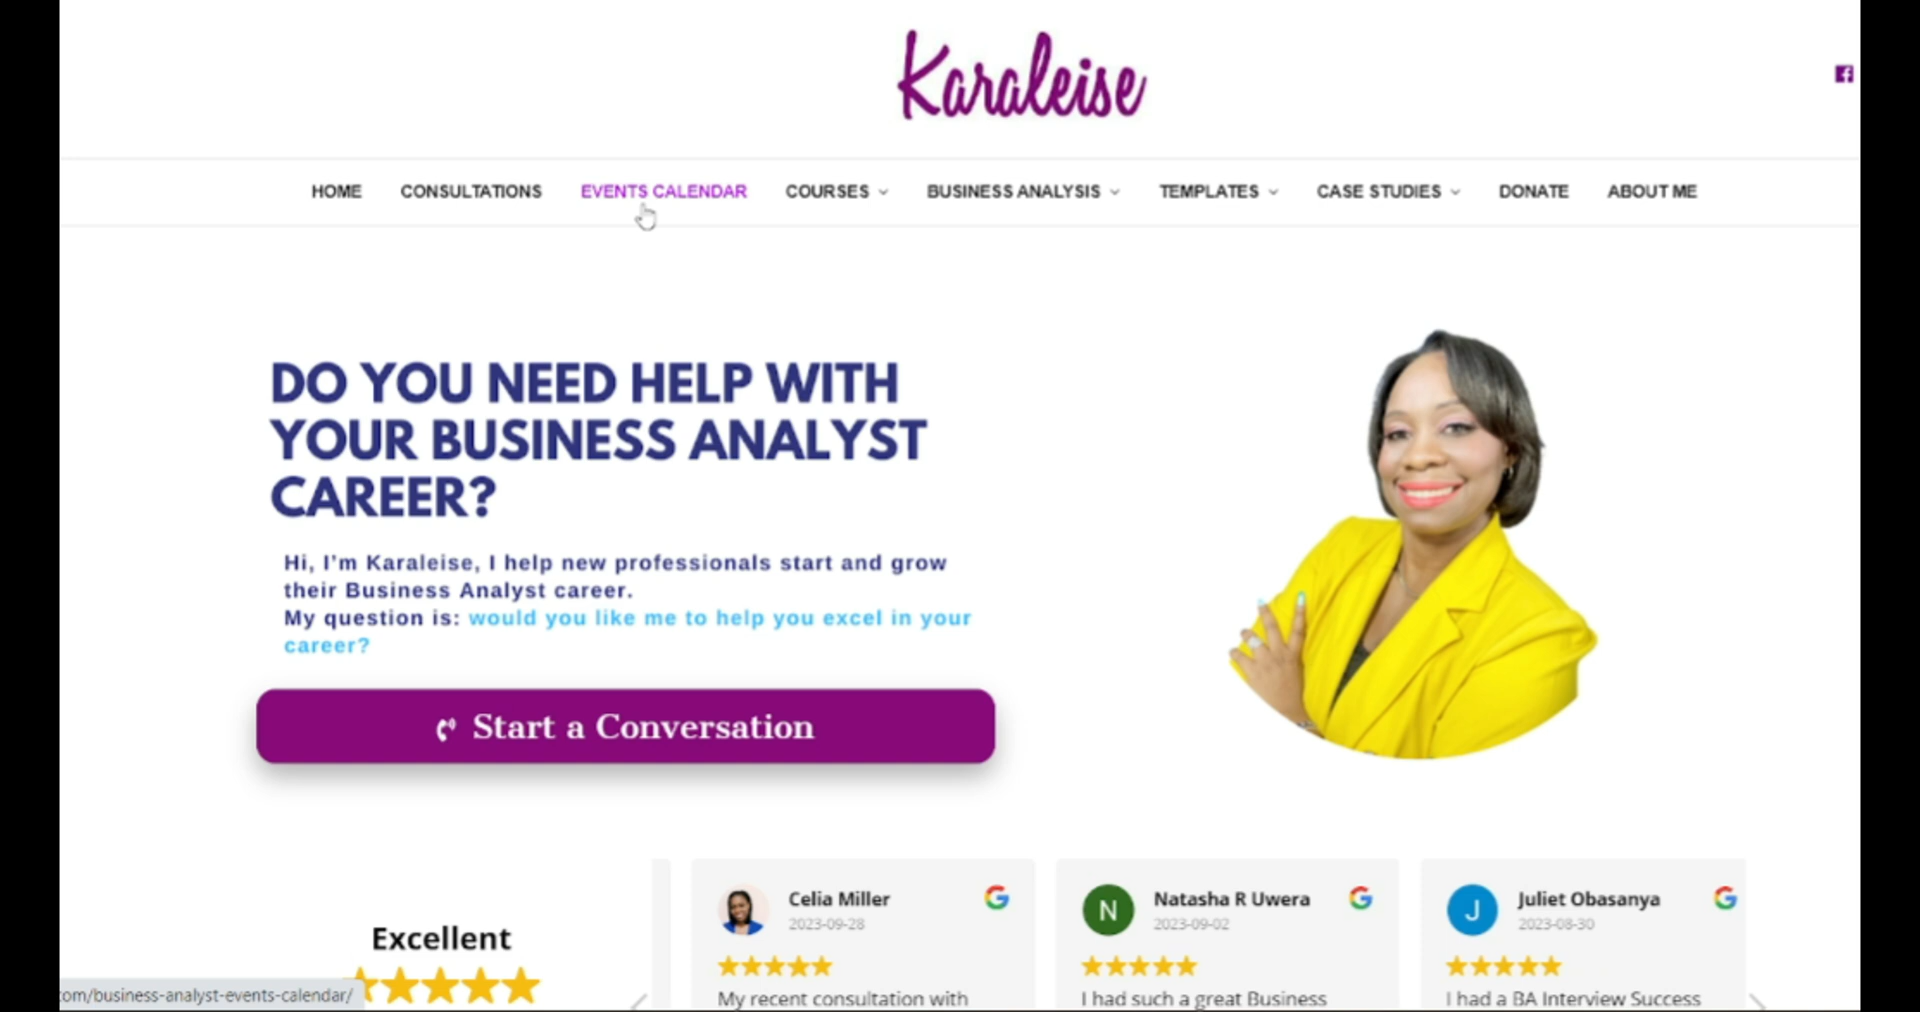 Karaleise
HOME CONSULTATIONS EVENTS CALENDAR COURSES BUSINESS ANALYSIS TEMPLATES CASE STUDIES DONATE ABOUT ME
DO YOU NEED HELP WITH
YOUR BUSINESS ANALYST
CAREER?
Hi, I'm Karaleise, I help new professionals start and grow
their Business Analyst career.
My question is: would you like me to help you excel in your
career?
Start a Conversation
Excellent
Celia Miller
2023-09-28
My recent consultation with
N
Natasha R Uwera
2023-09-02
I had such a great Business
J
Juliet Obasanya
2023-08-30
I had a BA Interview Success
com/business-analyst-events-calendar/